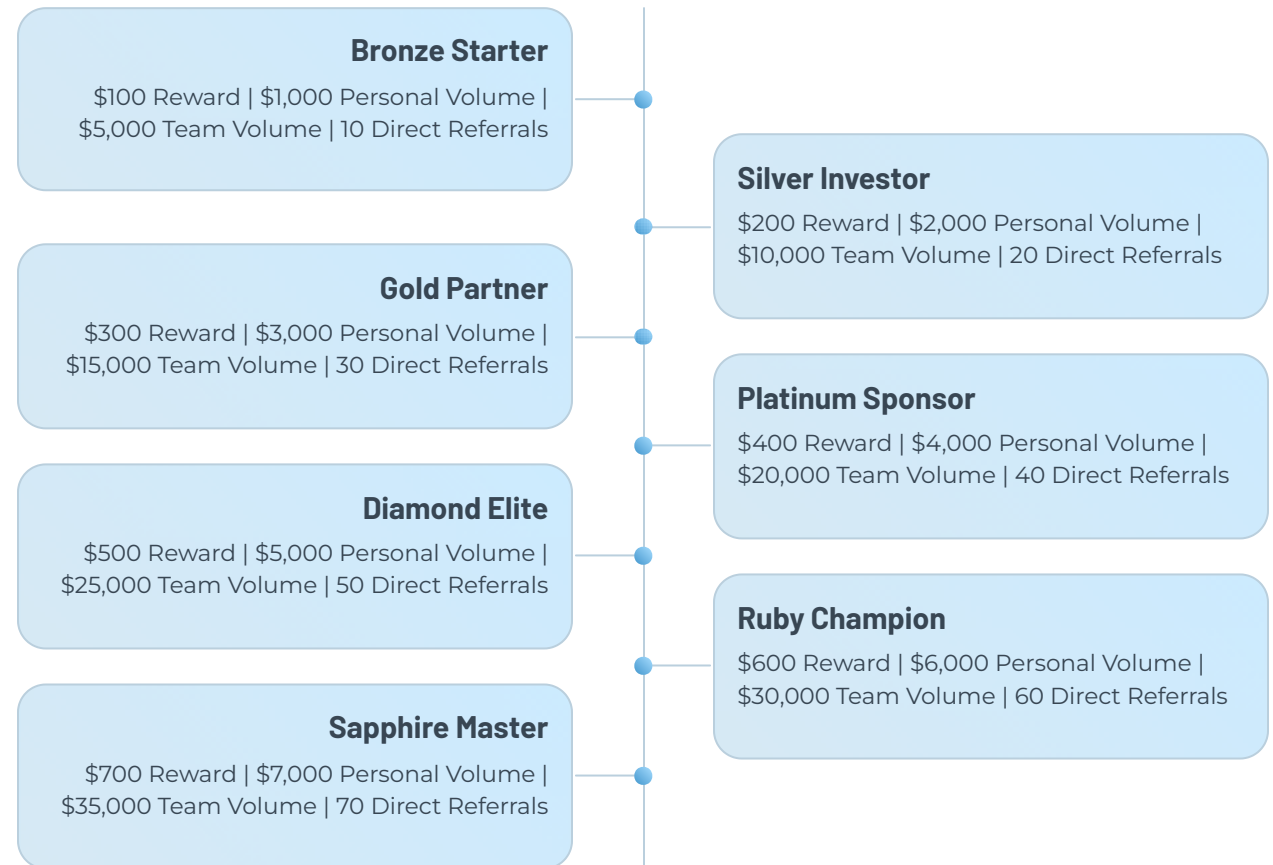 Bronze Starter
$100 Reward | $1,000 Personal Volume |
$5,000 Team Volume | 10 Direct Referrals
Silver Investor
$200 Reward | $2,000 Personal Volume |
$10,000 Team Volume | 20 Direct Referrals
Gold Partner
$300 Reward | $3,000 Personal Volume |
$15,000 Team Volume | 30 Direct Referrals
Platinum Sponsor
$400 Reward | $4,000 Personal Volume |
$20,000 Team Volume | 40 Direct Referrals
Diamond Elite
$500 Reward | $5,000 Personal Volume |
$25,000 Team Volume | 50 Direct Referrals
Ruby Champion
$600 Reward | $6,000 Personal Volume |
$30,000 Team Volume | 60 Direct Referrals
Sapphire Master
$700 Reward | $7,000 Personal Volume |
$35,000 Team Volume | 70 Direct Referrals